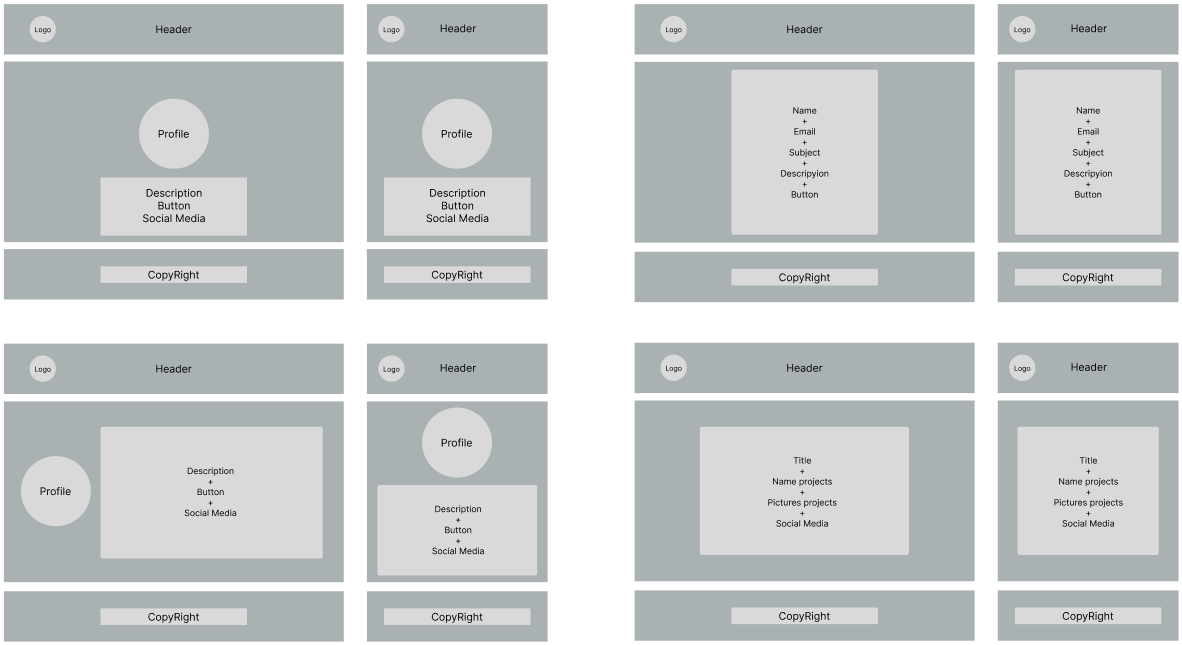 Logo
Header
Profile
Description
Button
Social Media
CopyRight
Logo
Header
Profile
Description
Button
Social Media
CopyRight
Logo
Header
Name
+
Email
+
Subject
+
Descripyion
+
Button
CopyRight
Logo
Header
Name
+
Email
+
Subject
+
Descripyion
+
Button
CopyRight
Logo
Header
Profile
Description
+
Button
+
Social Media
CopyRight
Logo
Header
Profile
Description
+
Button
+
Social Media
CopyRight
Logo
Header
Title
+
Name projects
+
Pictures projects
+
Social Media
CopyRight
Logo
Header
Title
+
Name projects
+
Pictures projects
+
Social Media
CopyRight